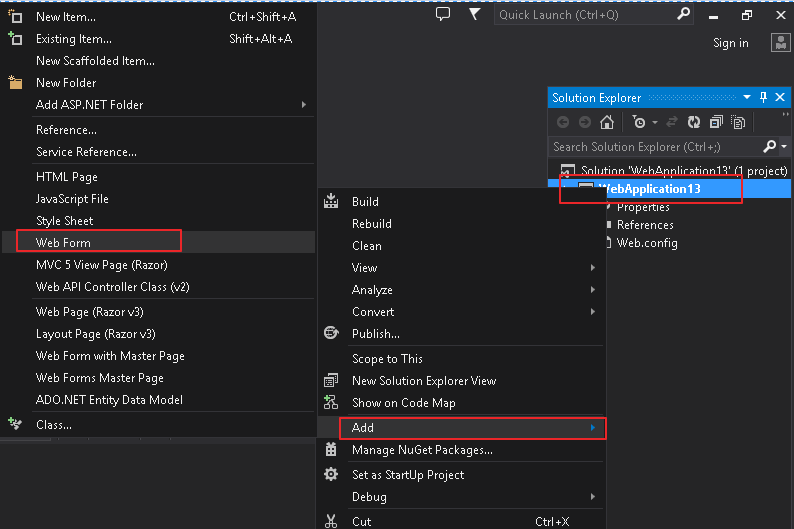 New Item... Ctrl+Shift+A
Existing Item... Shift+Alt+A
New Scaffolded Item...
New Folder
Add ASP.NET Folder
Reference...
Service Reference...
HTML Page
JavaScript File
Style Sheet
Web Form
MVC 5 View Page (Razor)
Web API Controller Class (v2)
Web Page (Razor v3)
Layout Page (Razor v3)
Web Form with Master Page
Web Forms Master Page
ADO.NET Entity Data Model
Class...
Build
Rebuild
Clean
View
Analyze
Convert
Publish...
Scope to This
New Solution Explorer View
Show on Code Map
Add
Manage NuGet Packages...
Set as StartUp Project
Debug
Cut Ctrl+X
Quick Launch (Ctrl+Q)
Sign in
Solution Explorer
Search Solution Explorer (Ctrl+;)
Solution 'WebApplication13' (1 project)
WebApplication13
Properties
References
Web.config